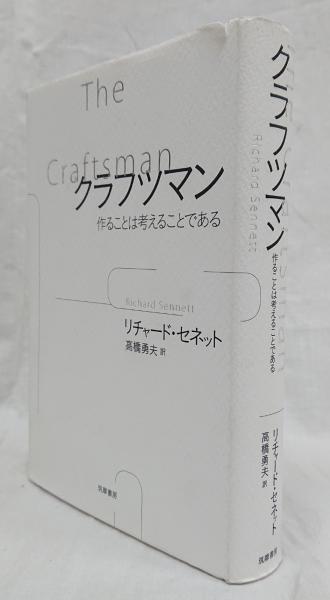 The
Craftsman
クラフツマン
作ることは考えることである
Richard Sennett
リチャード・セネット
高橋勇夫 訳
筑摩書房
クラフツマン
作ることは考えることである
Richard Sennett
リチャード・セネット
高橋勇夫 訳
筑摩書房